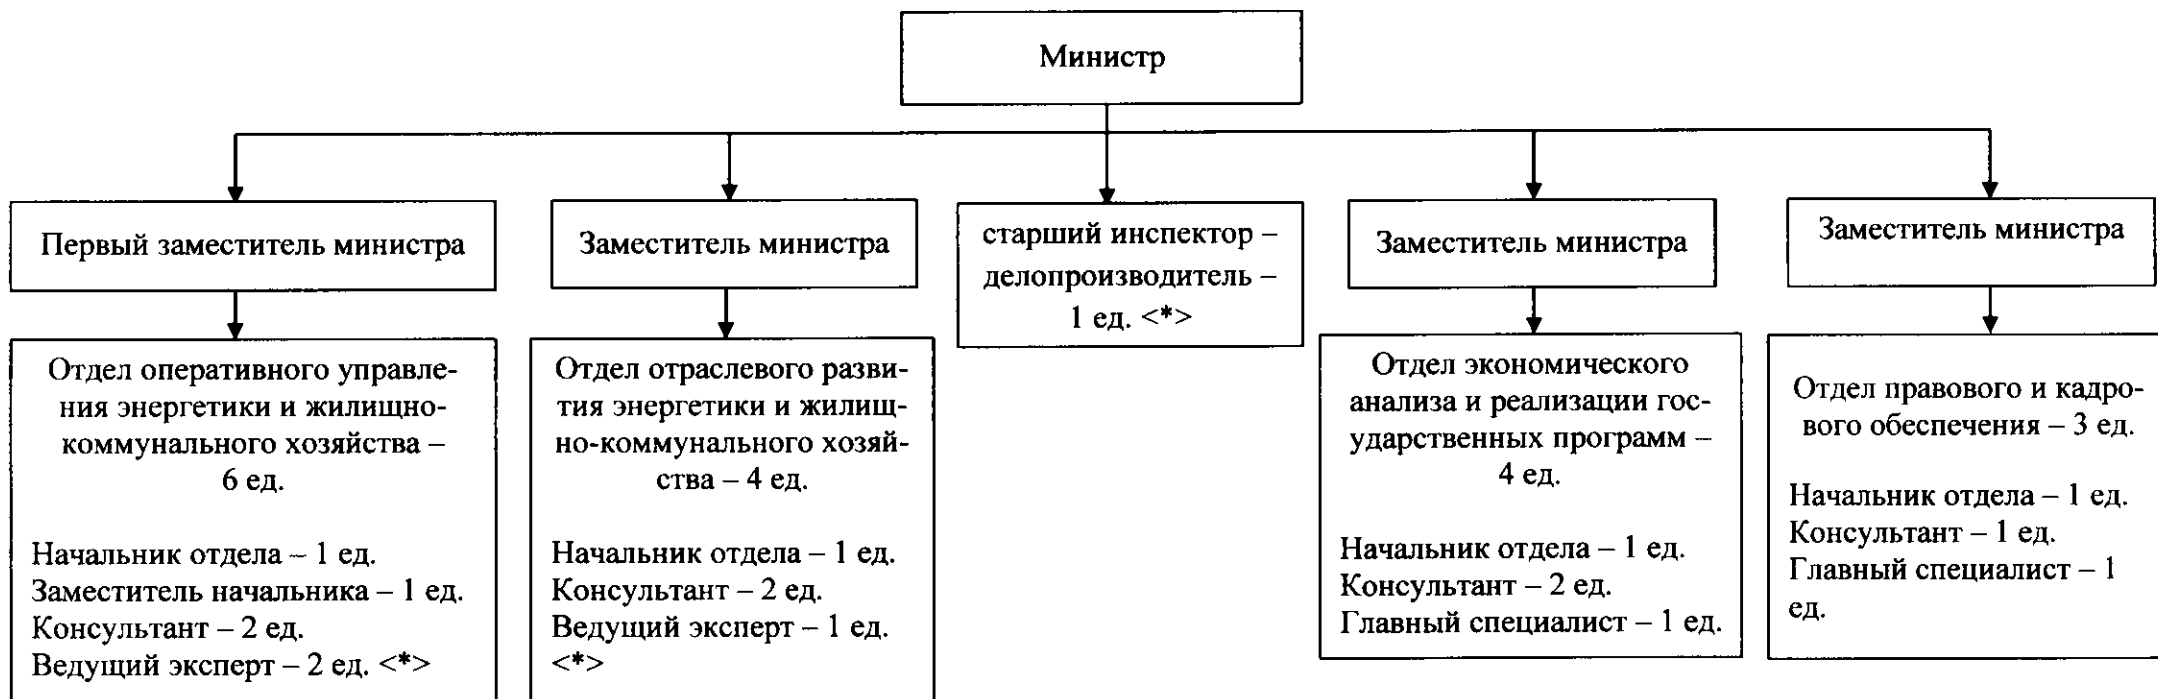 Министр
Первый заместитель министра
Заместитель министра
старший инспектор –
делопроизводитель –
1 ед. <*>
Заместитель министра
Заместитель министра
Отдел оперативного управле-
ния энергетики и жилищно-
коммунального хозяйства –
6 ед.
Начальник отдела – 1 ед.
Заместитель начальника – 1 ед.
Консультант – 2 ед.
Ведущий эксперт – 2 ед. <*>
Отдел отраслевого разви-
тия энергетики и жилищ-
но-коммунального хозяй-
ства – 4 ед.
Начальник отдела – 1 ед.
Консультант – 2 ед.
Ведущий эксперт – 1 ед.
<*>
Отдел экономического
анализа и реализации гос-
ударственных программ –
4 ед.
Начальник отдела – 1 ед.
Консультант – 2 ед.
Главный специалист – 1 ед.
Отдел правового и кадро-
вого обеспечения – 3 ед.
Начальник отдела – 1 ед.
Консультант – 1 ед.
Главный специалист – 1
ед.